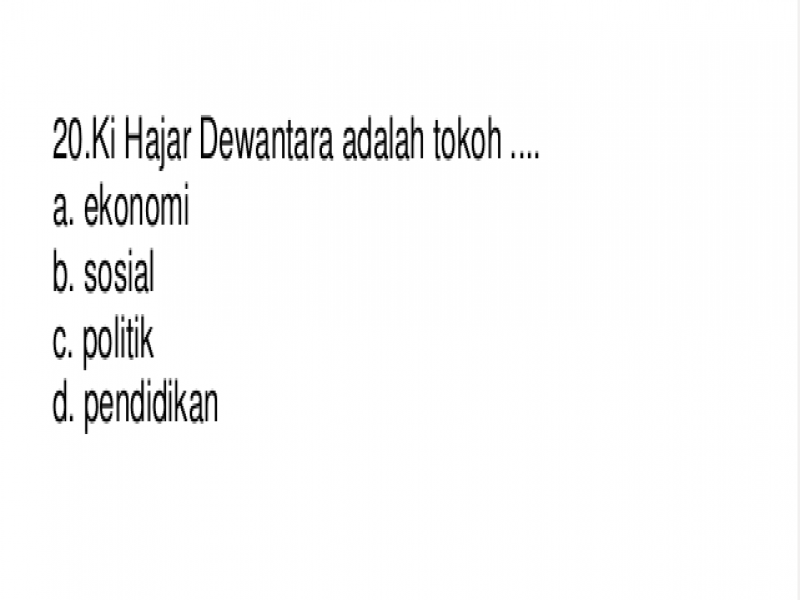 20.Ki Hajar Dewantara adalah tokoh ....
a. ekonomi
b. sosial
c. politik
d. pendidikan